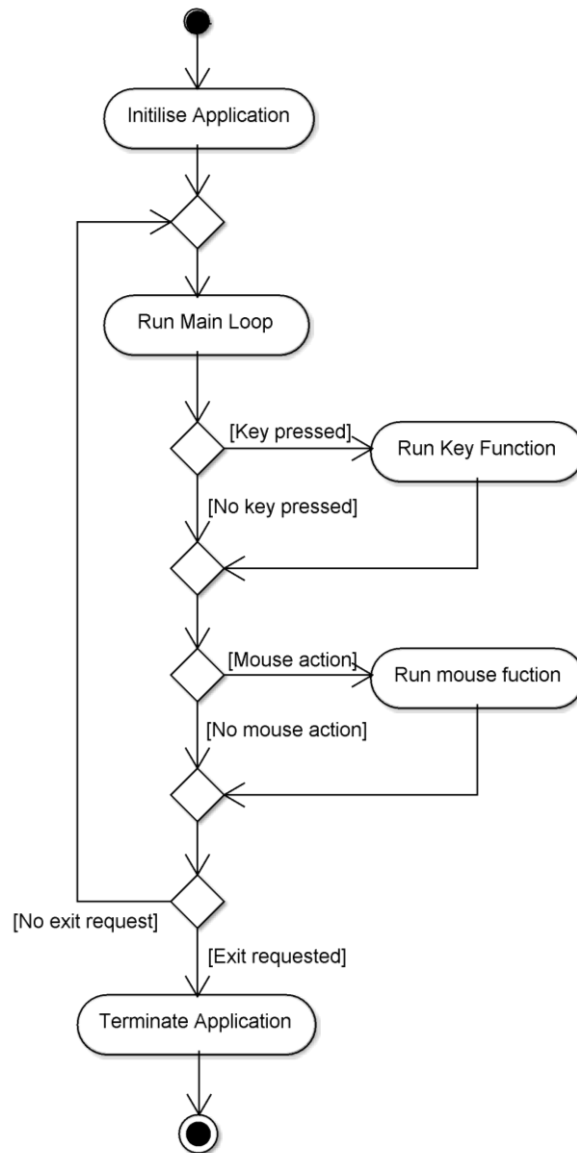 Initilise Application
Run Main Loop
[Key pressed]
Run Key Function
[No key pressed]
[Mouse action]
Run mouse fuction
[No mouse action]
[No exit request]
[Exit requested]
Terminate Application